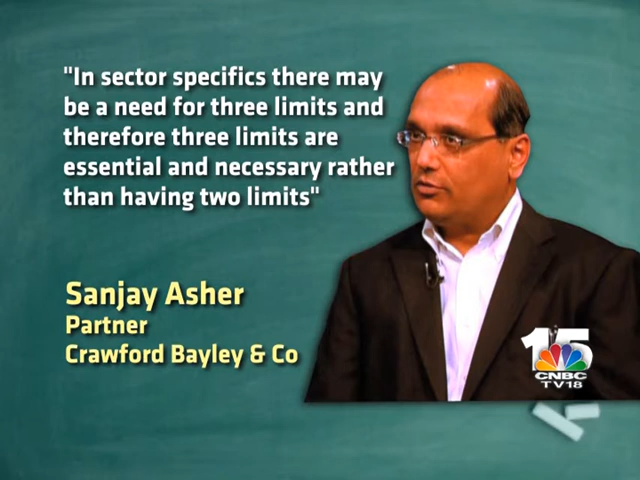 "In sector specifics there may
be a need for three limits and
therefore three limits are
essential and necessary rather
than having two limits"
Sanjay Asher
Partner
Crawford Bayley & Co
15
CNBC
TV18